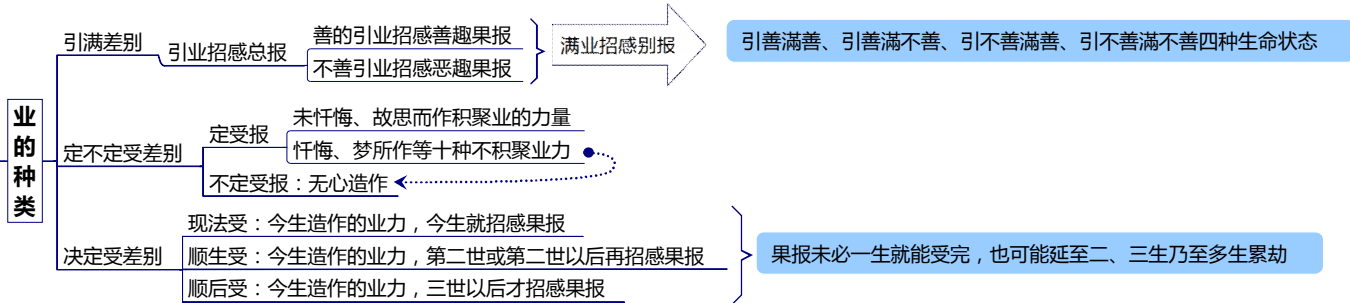 业的种类
引满差别
引业招感总报
善的引业招感善趣果报
不善引业招感恶趣果报
满业招感别报
引善滿善、引善滿不善、引不善滿善、引不善滿不善四种生命状态
定不定受差别
定受报
未忏悔、故思而作积聚业的力量
忏悔、梦所作等十种不积聚业力
不定受报：无心造作
决定受差别
现法受：今生造作的业力，今生就招感果报
顺生受：今生造作的业力，第二世或第二世以后再招感果报
顺后受：今生造作的业力，三世以后才招感果报
果报未必一生就能受完，也可能延至二、三生乃至多生累劫